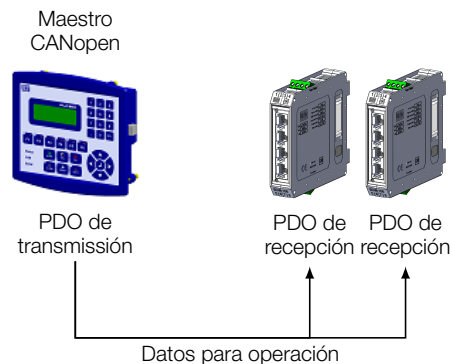 Maestro
CANopen
PDO de
transmissión
PDO de
recepción
PDO de
recepción
Datos para operación